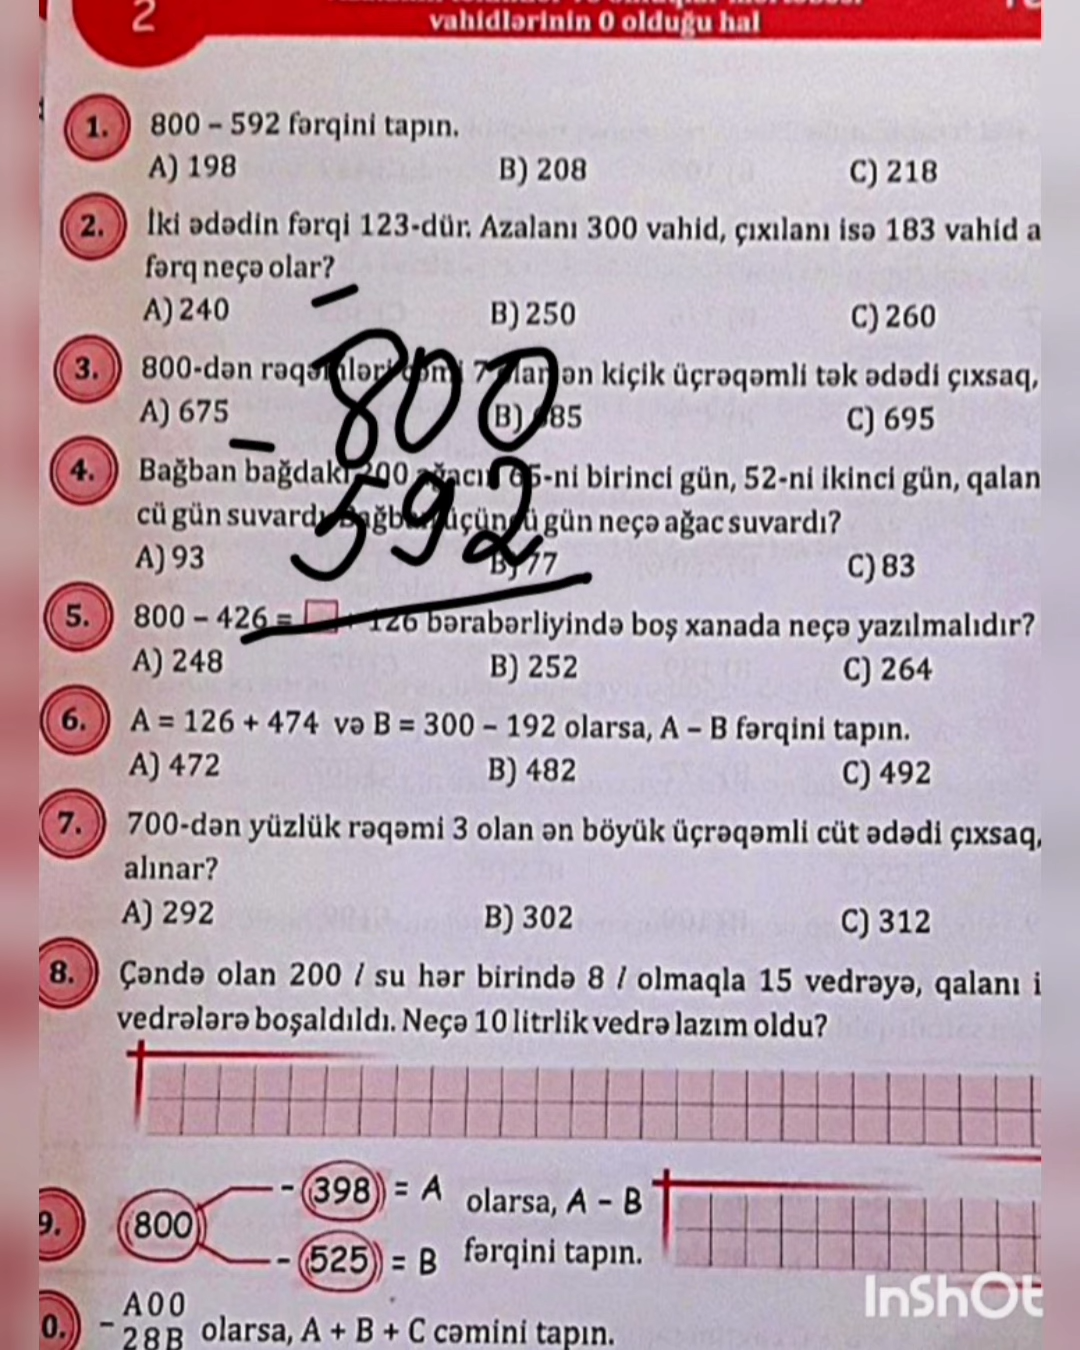 2
vahidlərinin 0 olduğu hal
1. 800 – 592 fərqini tapın.
A) 198 B) 208 C) 218
2. İki ədədin fərqi 123-dür. Azalanı 300 vahid, çıxılanı isə 183 vahid a
fərq neçə olar?
A) 240 B) 250 C) 260
3. 800-dən 7 ən kiçik üçrəqəmli tək ədədi çıxsaq,
A) 675 B) 685 C) 695
4. Bağban bağdakı 65-ni birinci gün, 52-ni ikinci gün, qalan
cü gün suvardı. gün neçə ağac suvardı?
A) 93 B) 77 C) 83
– 800
– 592
5. 800 – 426 = □ + 126 bərabərliyində boş xanada neçə yazılmalıdır?
A) 248 B) 252 C) 264
6. A = 126 + 474 və B = 300 – 192 olarsa, A – B fərqini tapın.
A) 472 B) 482 C) 492
7. 700-dən yüzlük rəqəmi 3 olan ən böyük üçrəqəmli cüt ədədi çıxsaq,
alınar?
A) 292 B) 302 C) 312
8. Çəndə olan 200 l su hər birində 8 l olmaqla 15 vedrəyə, qalanı i
vedrələrə boşaldıldı. Neçə 10 litrlik vedrə lazım oldu?
9. 800 - 398 = A olarsa, A – B
- 525 = B fərqini tapın.
InShOt
A00
0. – 28B olarsa, A + B + C cəmini tapın.